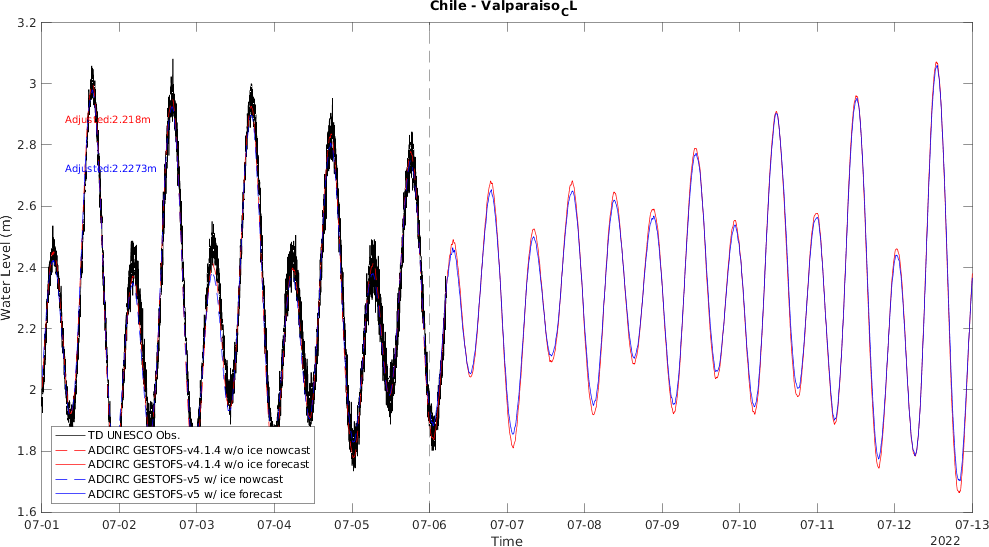 Chile - Valparaiso_CL
3.2
3
2.8
2.6
2.4
2.2
2
1.8
1.6
Water Level (m)
Adjusted:2.218m
Adjusted:2.2273m
TD UNESCO Obs.
ADCIRC GESTOFS-v4.1.4 w/o ice nowcast
ADCIRC GESTOFS-v4.1.4 w/o ice forecast
ADCIRC GESTOFS-v5 w/ ice nowcast
ADCIRC GESTOFS-v5 w/ ice forecast
07-01 07-02 07-03 07-04 07-05 07-06 07-07 07-08 07-09 07-10 07-11 07-12 07-13
Time
2022